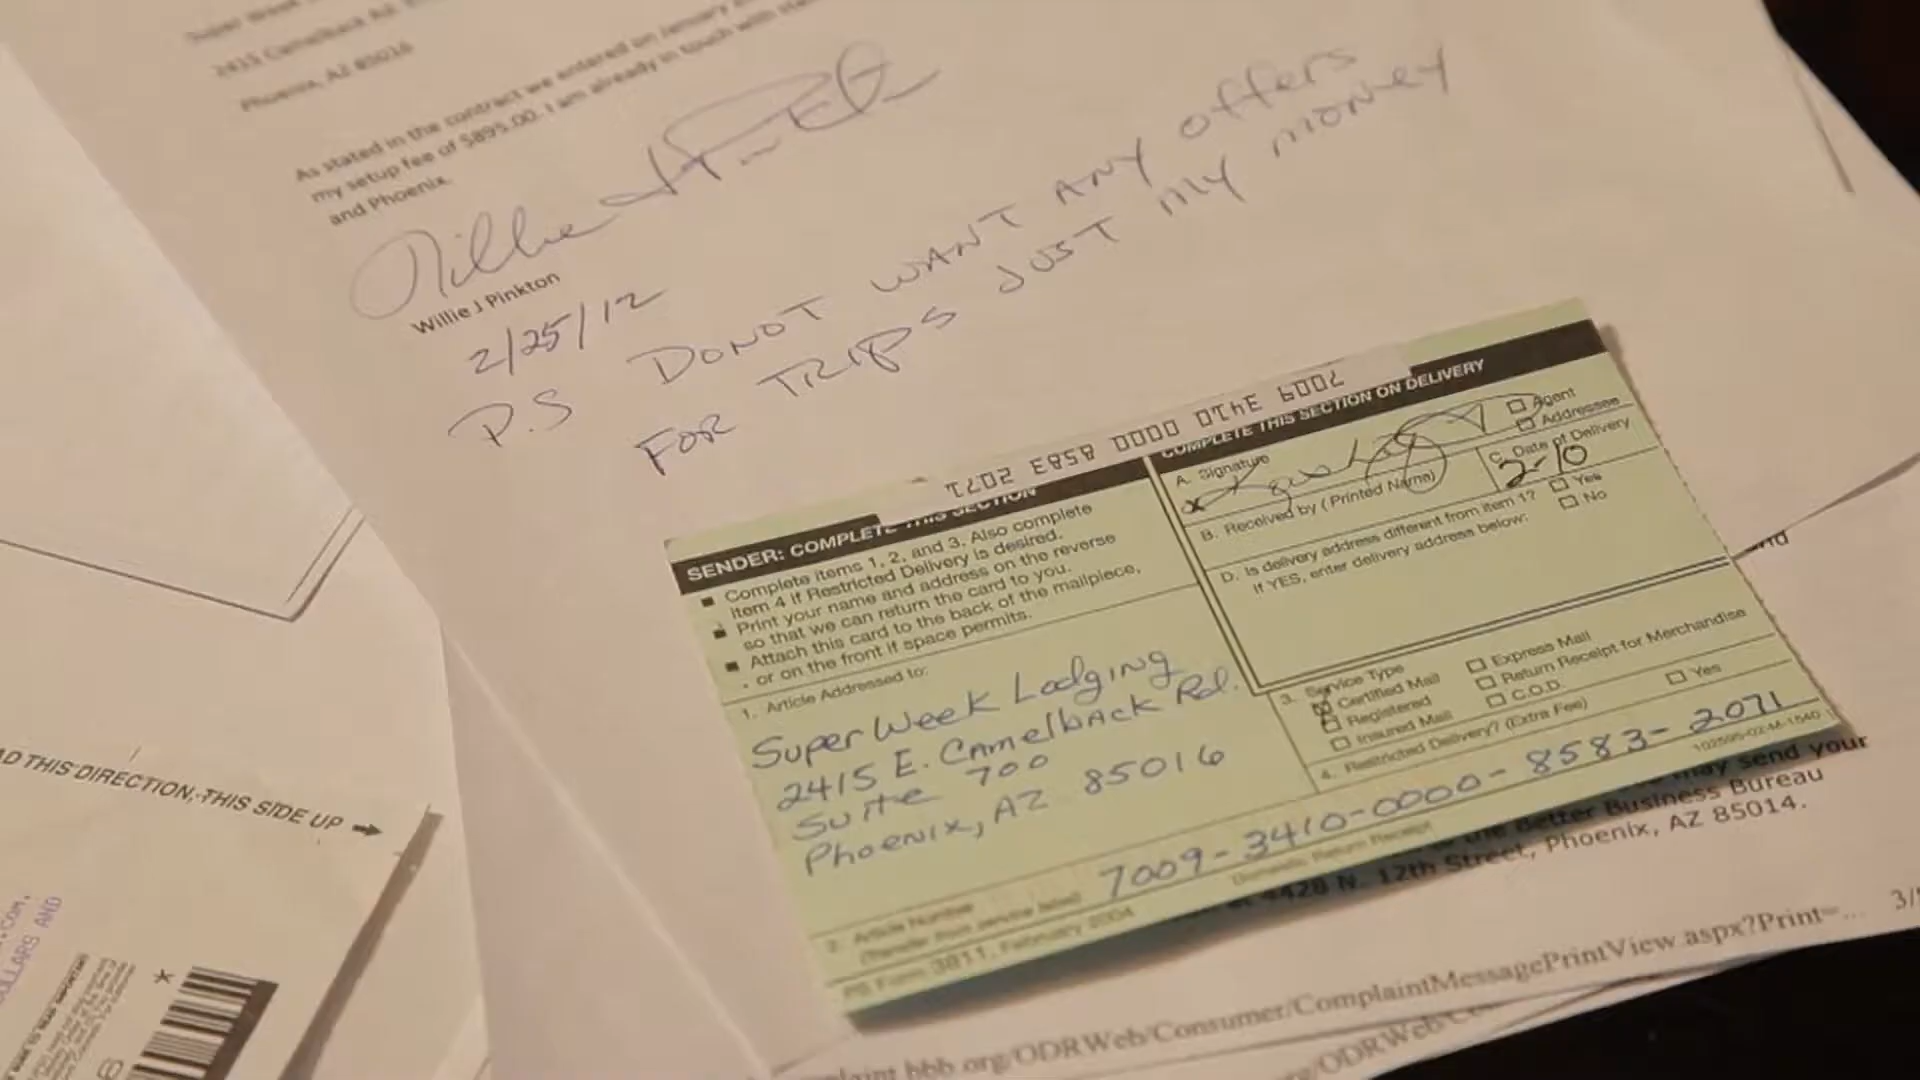 2415 Camelback Rd.
Phoenix, AZ 85016
As stated in the contract we entered on January
my setup fee of $895.00. I am already in touch with
and Phoenix.
Willie J Pinkton
2/25/12
P.S DONOT WANT ANY offers
FOR TRIPS JUST MY money
7009 3410 0000 8583 2071
SENDER: COMPLETE THIS SECTION
■ Complete items 1, 2, and 3. Also complete
item 4 if Restricted Delivery is desired.
■ Print your name and address on the reverse
so that we can return the card to you.
■ Attach this card to the back of the mailpiece,
or on the front if space permits.
1. Article Addressed to:
Super Week Lodging
2415 E. Camelback Rd.
Suite 700
Phoenix, AZ 85016
2. Article Number
(Transfer from service label)
7009-3410-0000-8583-2071
PS Form 3811, February 2004
Domestic Return Receipt
102595-02-M-1540
COMPLETE THIS SECTION ON DELIVERY
A. Signature
X
Agent
Addressee
B. Received by (Printed Name)
C. Date of Delivery
2-10
D. Is delivery address different from item 1?
Yes
If YES, enter delivery address below:
No
3. Service Type
Certified Mail
Express Mail
Registered
Return Receipt for Merchandise
Insured Mail
C.O.D.
4. Restricted Delivery? (Extra Fee)
Yes
may send your
the Better Business Bureau
at 4428 N. 12th Street, Phoenix, AZ 85014.
bbb.org/ODRWeb/Consumer/ComplaintMessagePrintView.aspx?Print=...
3/
/ODRWeb
AD THIS DIRECTION, THIS SIDE UP
.COM.
DOLLARS AND
*